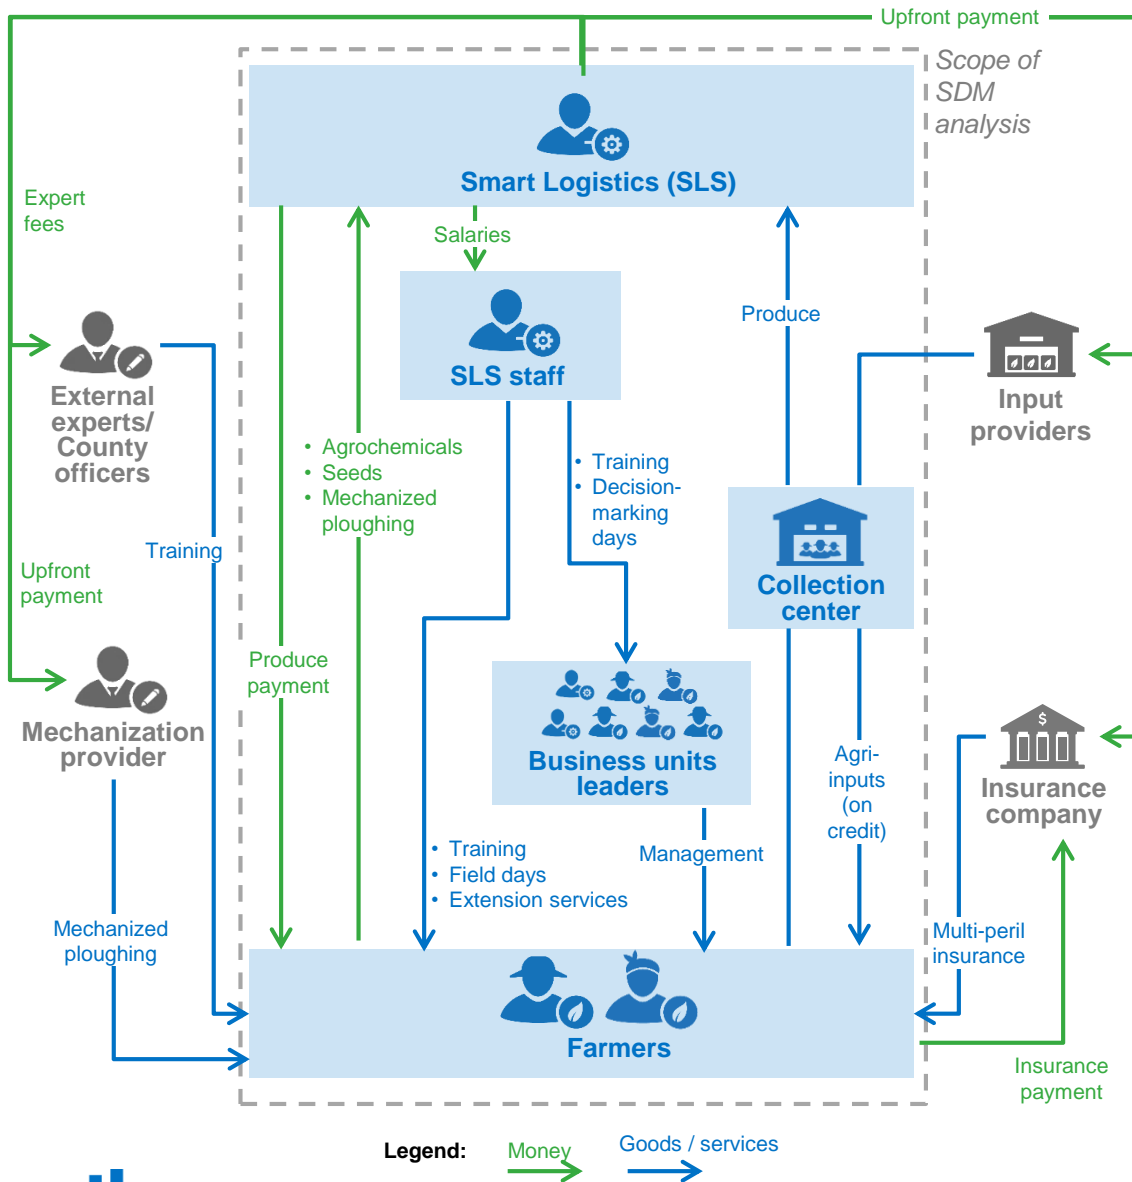 Upfront payment
Scope of
SDM
analysis
Smart Logistics (SLS)
Expert
fees
Salaries
Produce
SLS staff
External
experts/
County
officers
Input
providers
• Agrochemicals
• Seeds
• Mechanized
ploughing
• Training
• Decision-
marking
days
Training
Upfront
payment
Collection
center
Produce
payment
Mechanization
provider
Business units
leaders
Agri-
inputs
(on
credit)
$
Insurance
company
• Training
• Field days
• Extension services
Management
Mechanized
ploughing
Multi-peril
insurance
Farmers
Insurance
payment
Legend:
Money
Goods / services